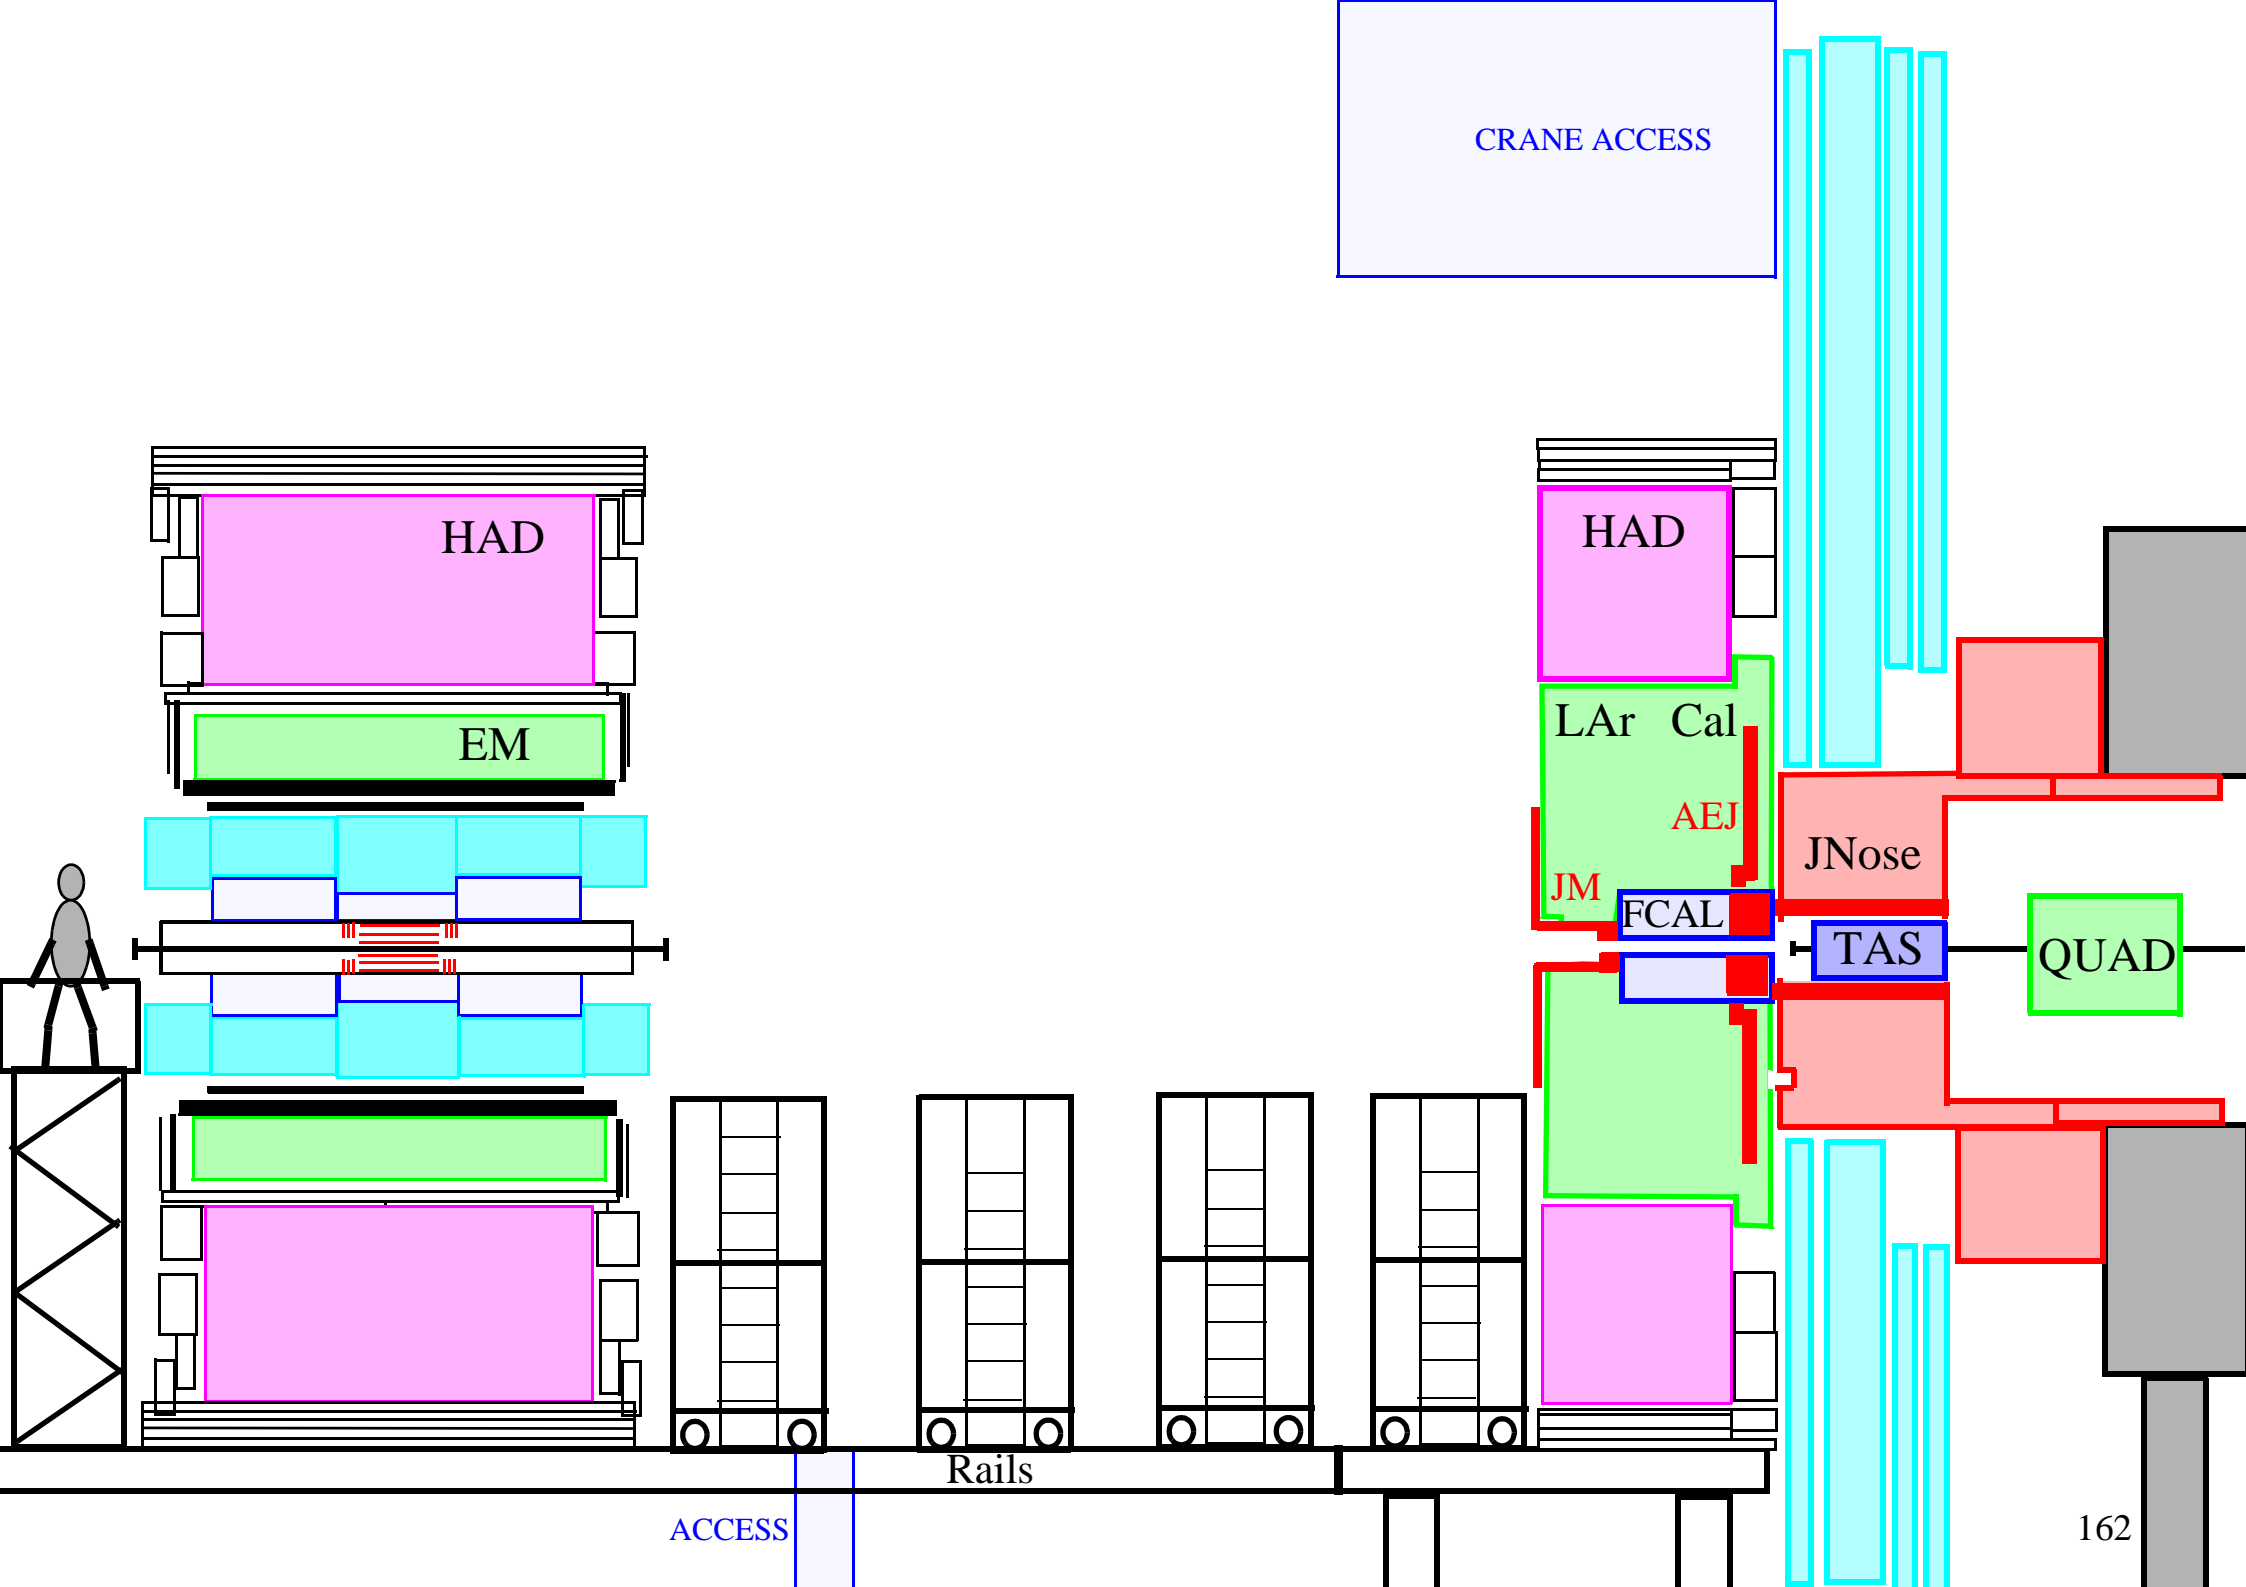 CRANE ACCESS
HAD
HAD
LAr Cal
EM
AEJ
JNose
JM
FCAL
TAS
QUAD
Rails
ACCESS
162